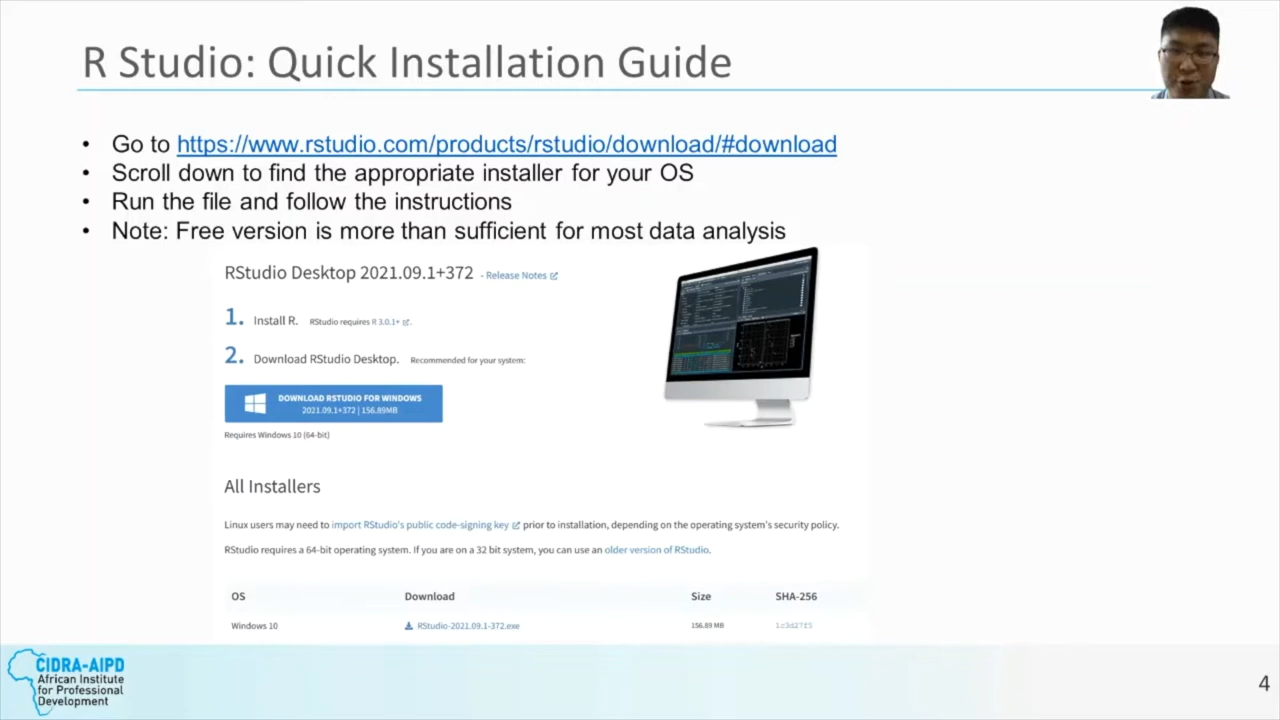 R Studio: Quick Installation Guide
• Go to https://www.rstudio.com/products/rstudio/download/#download
• Scroll down to find the appropriate installer for your OS
• Run the file and follow the instructions
• Note: Free version is more than sufficient for most data analysis
RStudio Desktop 2021.09.1+372 - Release Notes
1. Install R. RStudio requires R 3.0.1+.
2. Download RStudio Desktop. Recommended for your system:
DOWNLOAD RSTUDIO FOR WINDOWS
2021.09.1+372 | 156.89MB
Requires Windows 10 (64-bit)
All Installers
Linux users may need to import RStudio's public code-signing key prior to installation, depending on the operating system's security policy.
RStudio requires a 64-bit operating system. If you are on a 32 bit system, you can use an older version of RStudio.
OS Download Size SHA-256
Windows 10 RStudio-2021.09.1-372.exe 156.89 MB 1c3d27f5
CIDRA-AIPD
African Institute
for Professional
Development
4